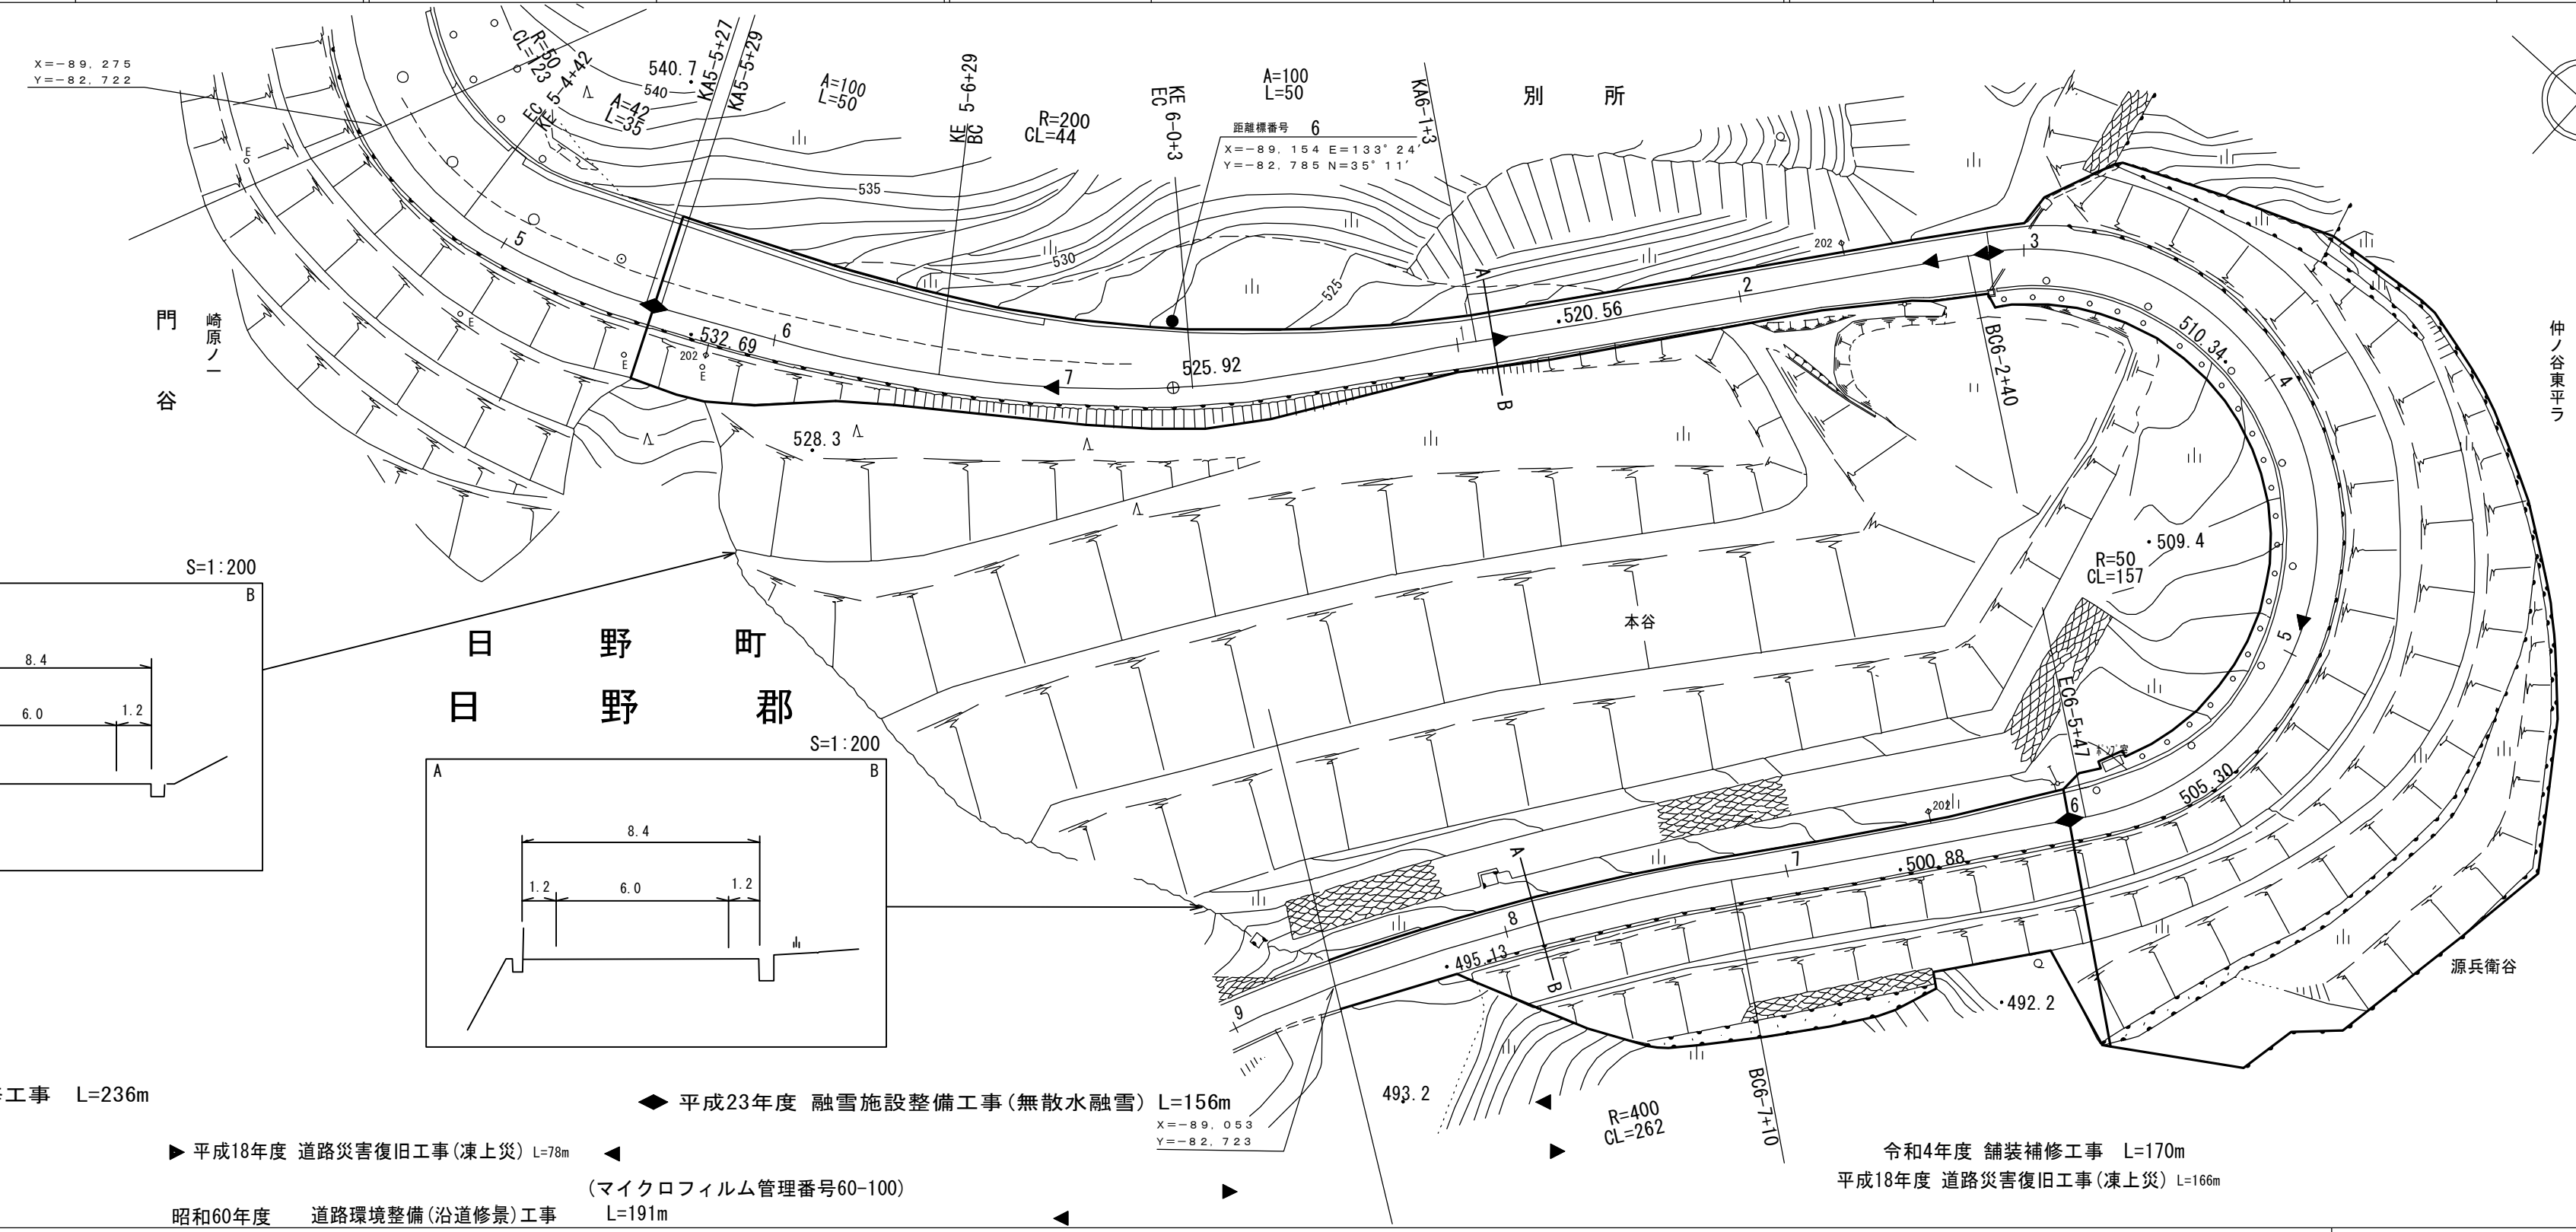 X=-89, 275
Y=-82, 722
R=50
CL=123
EC 5-4+42
KE
A=42
L=35
540.7
540
KA5-5+27
KA5-5+29
A=100
L=50
KE 5-6+29
BC
R=200
CL=44
KE 6-0+3
EC
A=100
L=50
距離標番号 6
X=-89, 154 E=133°24′
Y=-82, 785 N=35°11′
KA6-1+3
別所
535
530
525
E
5
6
7
1
2
3
4
5
6
7
8
9
532.69
202
E
E
E
525.92
520.56
202
A
B
BC6-2+40
510.34
門谷
崎原ノ一
仲ノ谷東平ラ
528.3
509.4
R=50
CL=157
本谷
EC6-5+47
ポンプ室
505.30
202
500.88
A
B
495.13
492.2
源兵衛谷
493.2
R=400
CL=262
BC6-7+10
X=-89, 053
Y=-82, 723
S=1:200
B
8.4
6.0
1.2
日野町
日野郡
S=1:200
A
B
8.4
1.2
6.0
1.2
工事 L=236m
平成23年度 融雪施設整備工事(無散水融雪) L=156m
平成18年度 道路災害復旧工事(凍上災) L=78m
(マイクロフィルム管理番号60-100)
昭和60年度 道路環境整備(沿道修景)工事 L=191m
令和4年度 舗装補修工事 L=170m
平成18年度 道路災害復旧工事(凍上災) L=166m